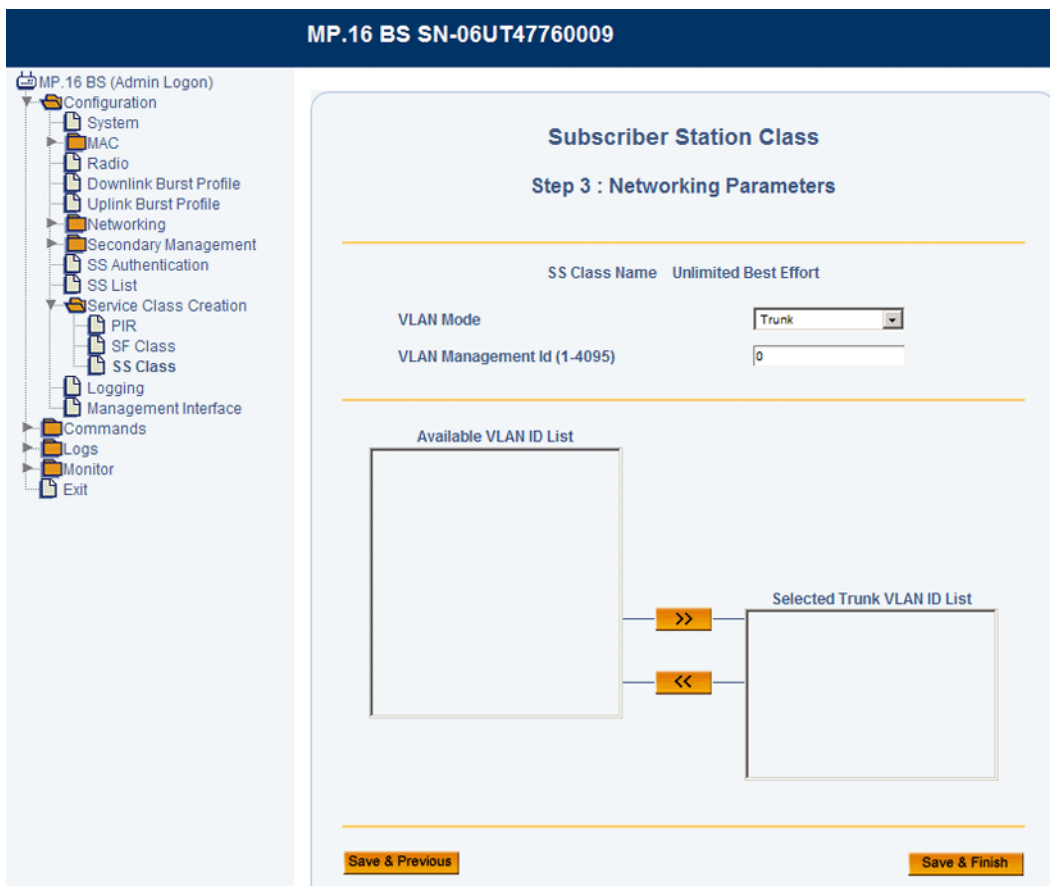 MP.16 BS SN-06UT47760009
MP.16 BS (Admin Logon)
Configuration
System
MAC
Radio
Downlink Burst Profile
Uplink Burst Profile
Networking
Secondary Management
SS Authentication
SS List
Service Class Creation
PIR
SF Class
SS Class
Logging
Management Interface
Commands
Logs
Monitor
Exit
Subscriber Station Class
Step 3 : Networking Parameters
SS Class Name Unlimited Best Effort
VLAN Mode Trunk
VLAN Management Id (1-4095) 0
Available VLAN ID List
>>
Selected Trunk VLAN ID List
<<
Save & Previous Save & Finish